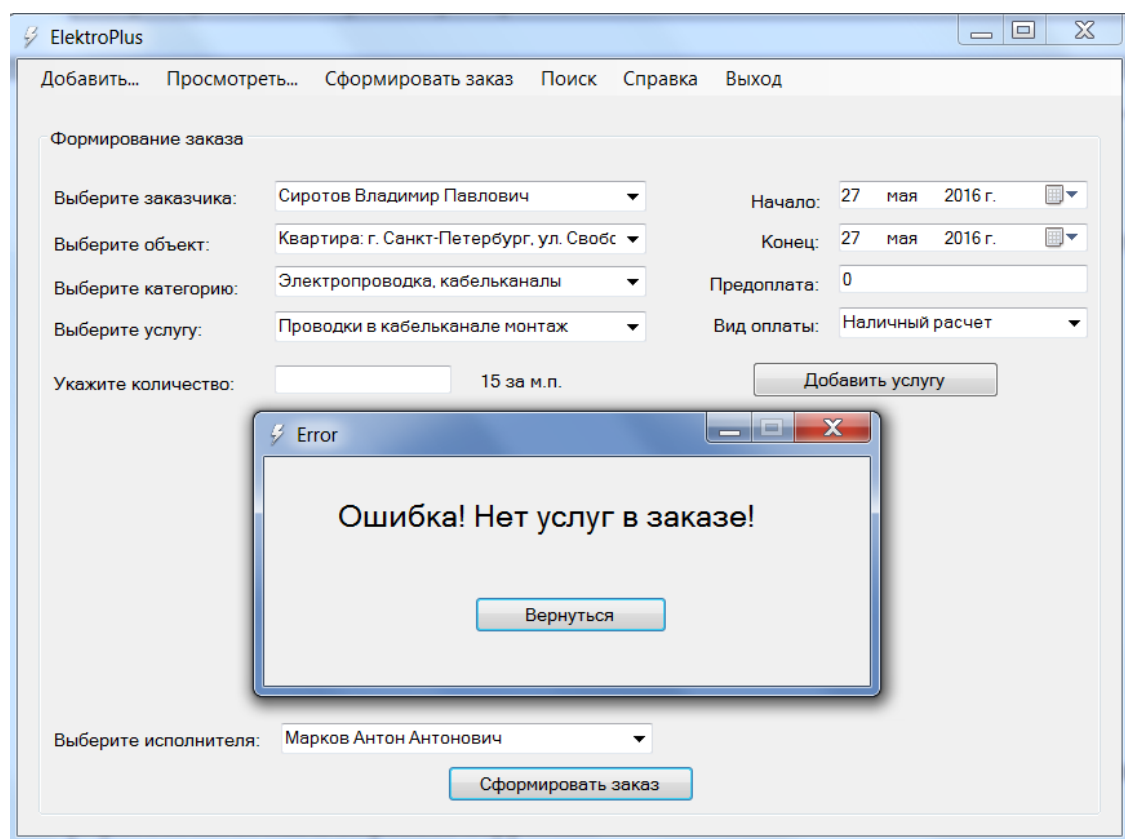 ElektroPlus
Добавить... Просмотреть... Сформировать заказ Поиск Справка Выход
Формирование заказа
Выберите заказчика: Сиротов Владимир Павлович Начало: 27 мая 2016 г.
Выберите объект: Квартира: г. Санкт-Петербург, ул. Свобс Конец: 27 мая 2016 г.
Выберите категорию: Электропроводка, кабельканалы Предоплата: 0
Выберите услугу: Проводки в кабельканале монтаж Вид оплаты: Наличный расчет
Укажите количество: 15 за м.п. Добавить услугу
Error
Ошибка! Нет услуг в заказе!
Вернуться
Выберите исполнителя: Марков Антон Антонович
Сформировать заказ